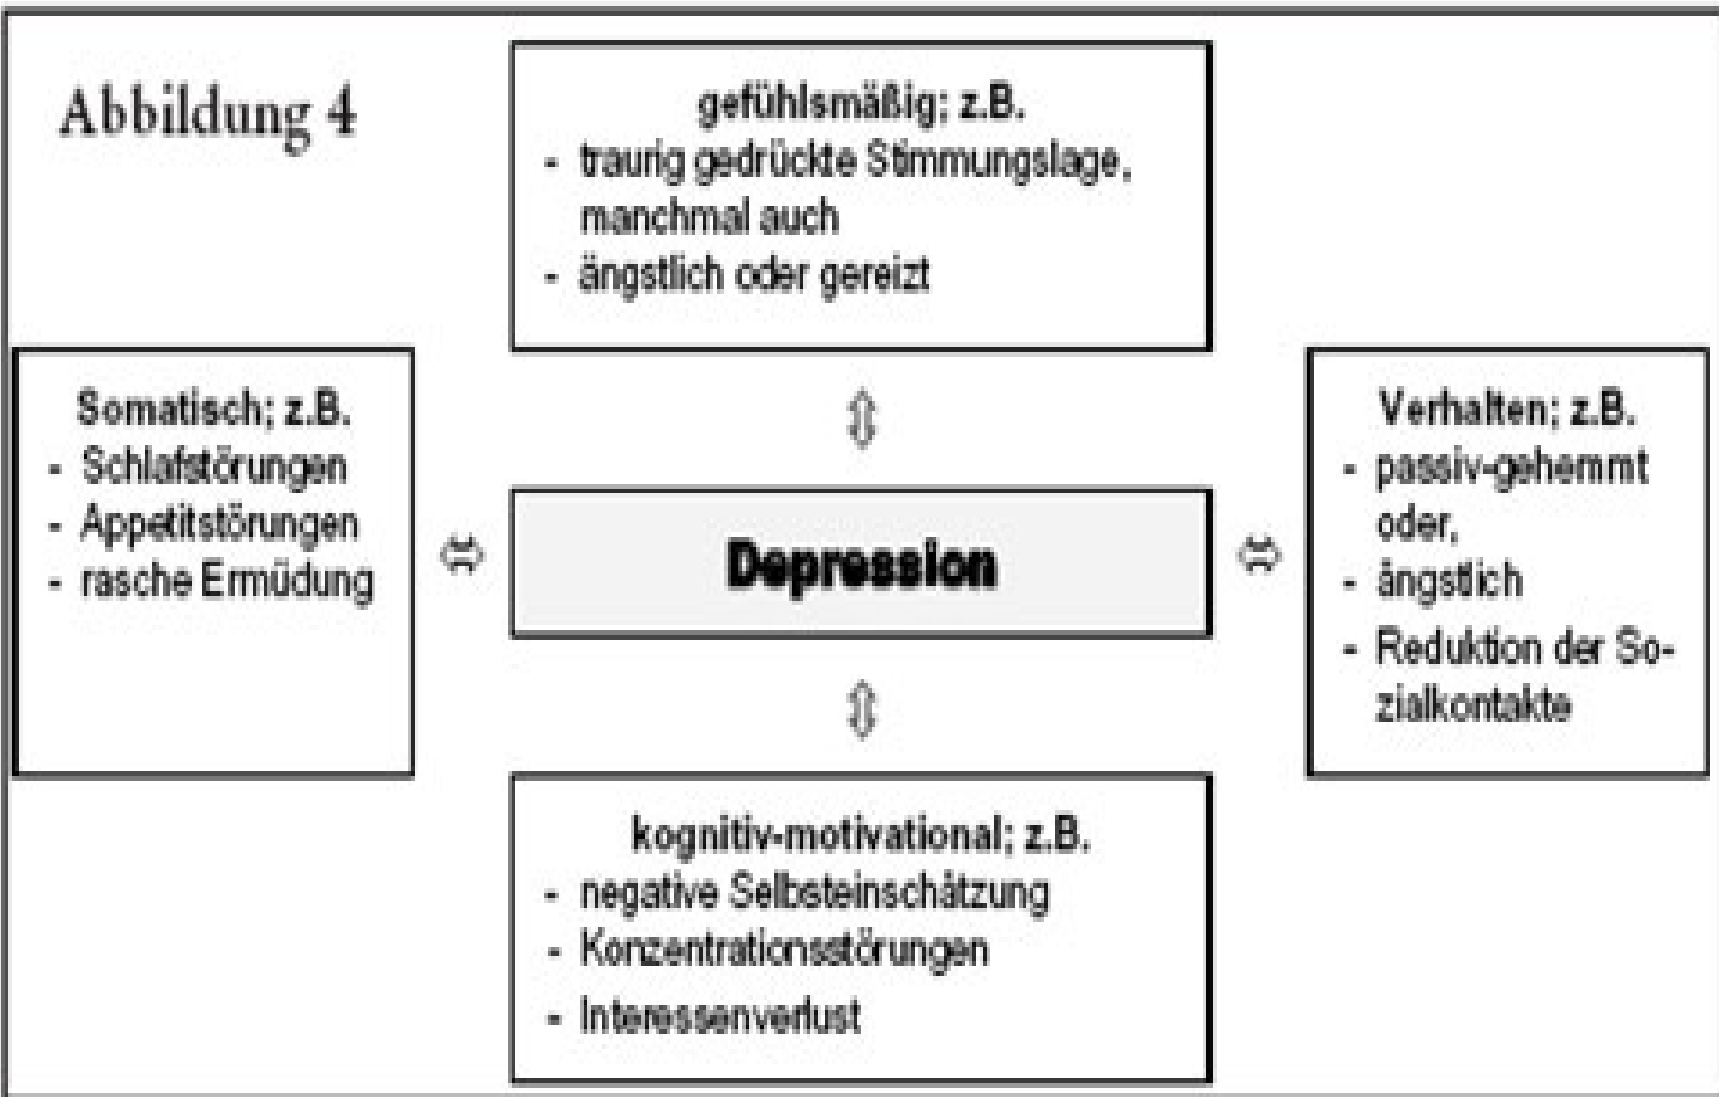 Abbildung 4
gefühlsmäßig; z.B.
- traurig gedrückte Stimmungslage,
manchmal auch
- ängstlich oder gereizt
Somatisch; z.B.
- Schlafstörungen
- Appetitstörungen
- rasche Ermüdung
Depression
Verhalten; z.B.
- passiv-gehemmt
oder,
- ängstlich
- Reduktion der So-
zialkontakte
kognitiv-motivational; z.B.
- negative Selbsteinschätzung
- Konzentrationsstörungen
- Interessenverlust